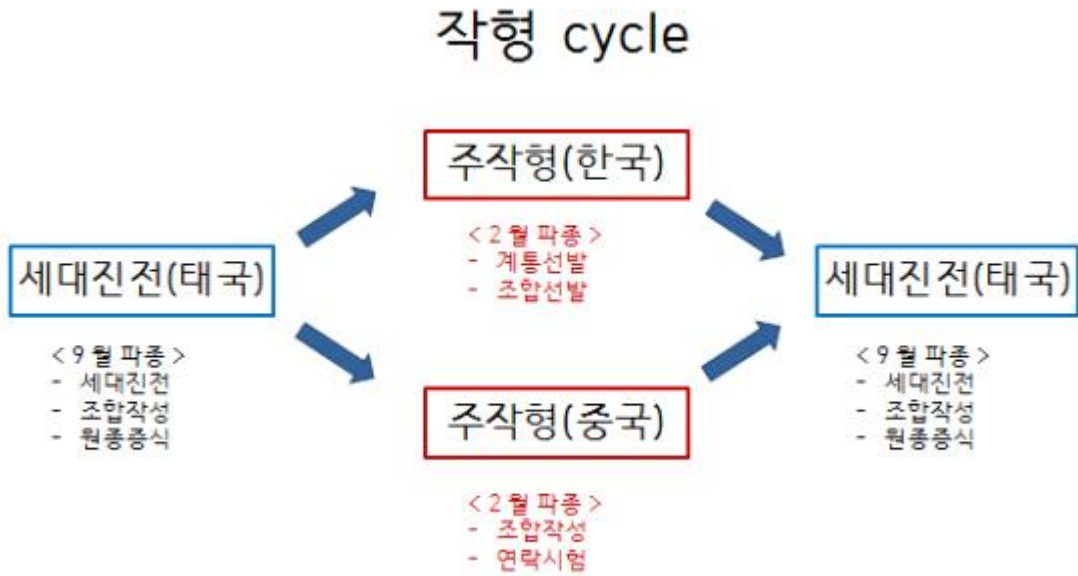 작형 cycle
주작형(한국)
< 2월 파종 >
- 계통선발
- 조합선발
세대진전(태국)
< 9월 파종 >
- 세대진전
- 조합작성
- 원종증식
세대진전(태국)
< 9월 파종 >
- 세대진전
- 조합작성
- 원종증식
주작형(중국)
< 2월 파종 >
- 조합작성
- 연락시험